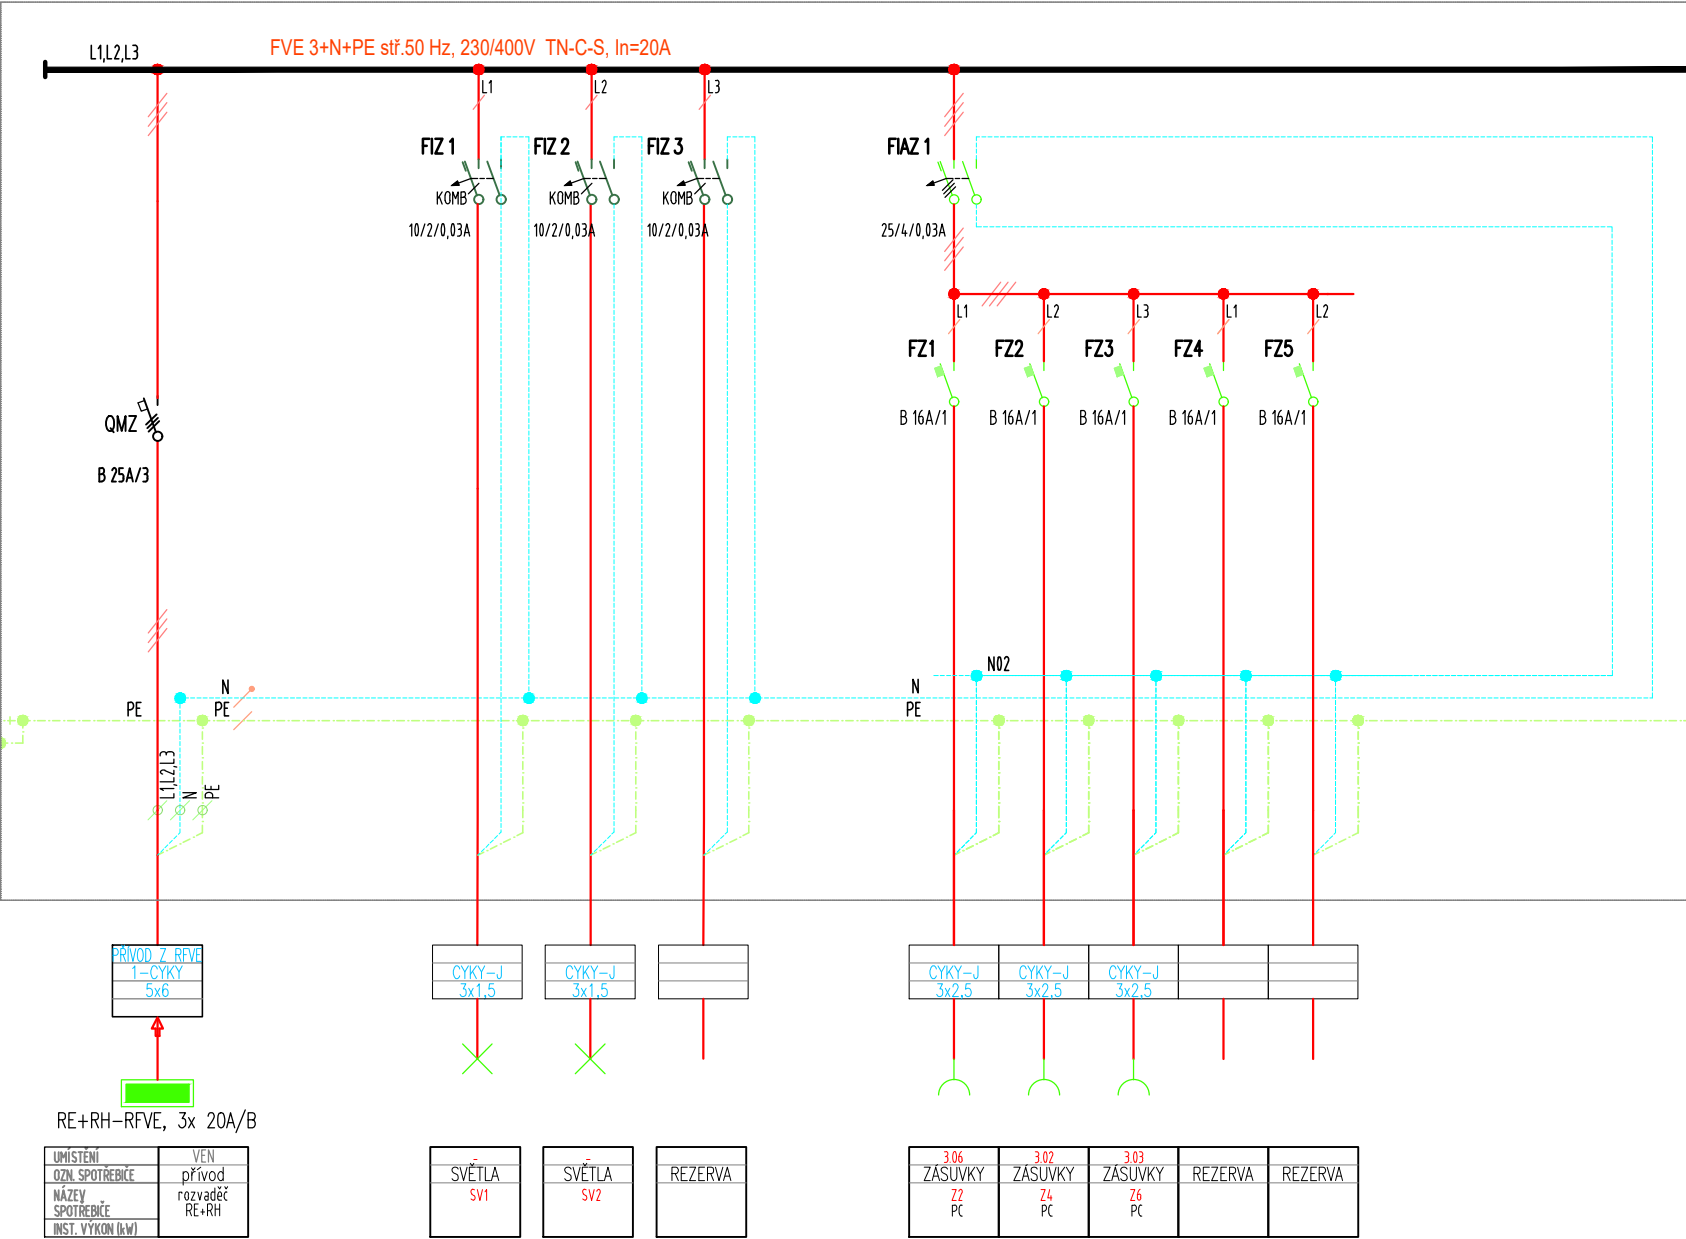 L1,L2,L3
FVE 3+N+PE stř.50 Hz, 230/400V  TN-C-S, In=20A
L1
L2
L3
FIZ 1
FIZ 2
FIZ 3
FIAZ 1
KOMB
KOMB
KOMB
10/2/0,03A
10/2/0,03A
10/2/0,03A
25/4/0,03A
L1
L2
L3
L1
L2
FZ1
FZ2
FZ3
FZ4
FZ5
B 16A/1
B 16A/1
B 16A/1
B 16A/1
B 16A/1
QMZ
B 25A/3
N02
N
N
PE
PE
PE
L1,L2,L3
N
PE
PŘÍVOD Z RFVE
1-CYKY
5x6
CYKY-J
3x1,5
CYKY-J
3x1,5
CYKY-J
3x2,5
CYKY-J
3x2,5
CYKY-J
3x2,5
RE+RH-RFVE, 3x 20A/B
UMÍSTĚNÍ
VEN
OZN. SPOTŘEBIČE
přívod
NÁZEV
SPOTŘEBIČE
rozvaděč
RE+RH
INST. VÝKON (kW)
-
SVĚTLA
SV1
-
SVĚTLA
SV2
REZERVA
3.06
ZÁSUVKY
Z2
PC
3.02
ZÁSUVKY
Z4
PC
3.03
ZÁSUVKY
Z6
PC
REZERVA
REZERVA